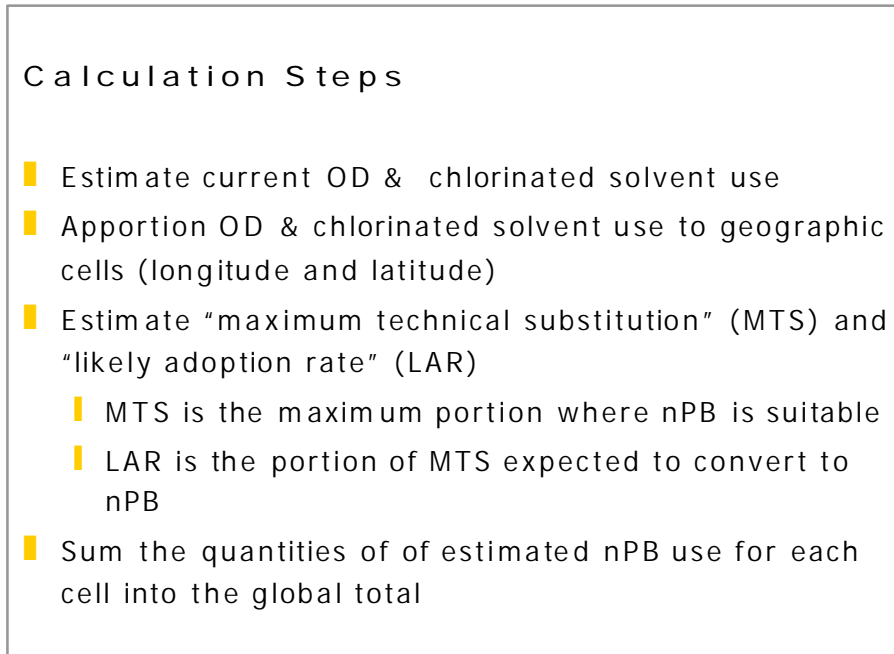 Calculation Steps
Estimate current OD & chlorinated solvent use
Apportion OD & chlorinated solvent use to geographic
cells (longitude and latitude)
Estimate “maximum technical substitution” (MTS) and
“likely adoption rate” (LAR)
MTS is the maximum portion where nPB is suitable
LAR is the portion of MTS expected to convert to
nPB
Sum the quantities of of estimated nPB use for each
cell into the global total